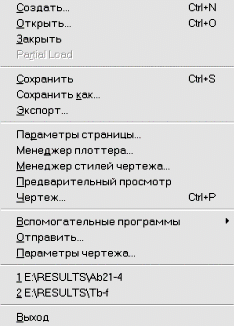 Создать... Ctrl+N
Открыть... Ctrl+O
Закрыть
Partial Load
Сохранить Ctrl+S
Сохранить как...
Экспорт...
Параметры страницы...
Менеджер плоттера...
Менеджер стилей чертежа...
Предварительный просмотр
Чертеж... Ctrl+P
Вспомогательные программы
Отправить...
Параметры чертежа...
1 E:\RESULTS\Ab21-4
2 E:\RESULTS\Tb-f
Выход